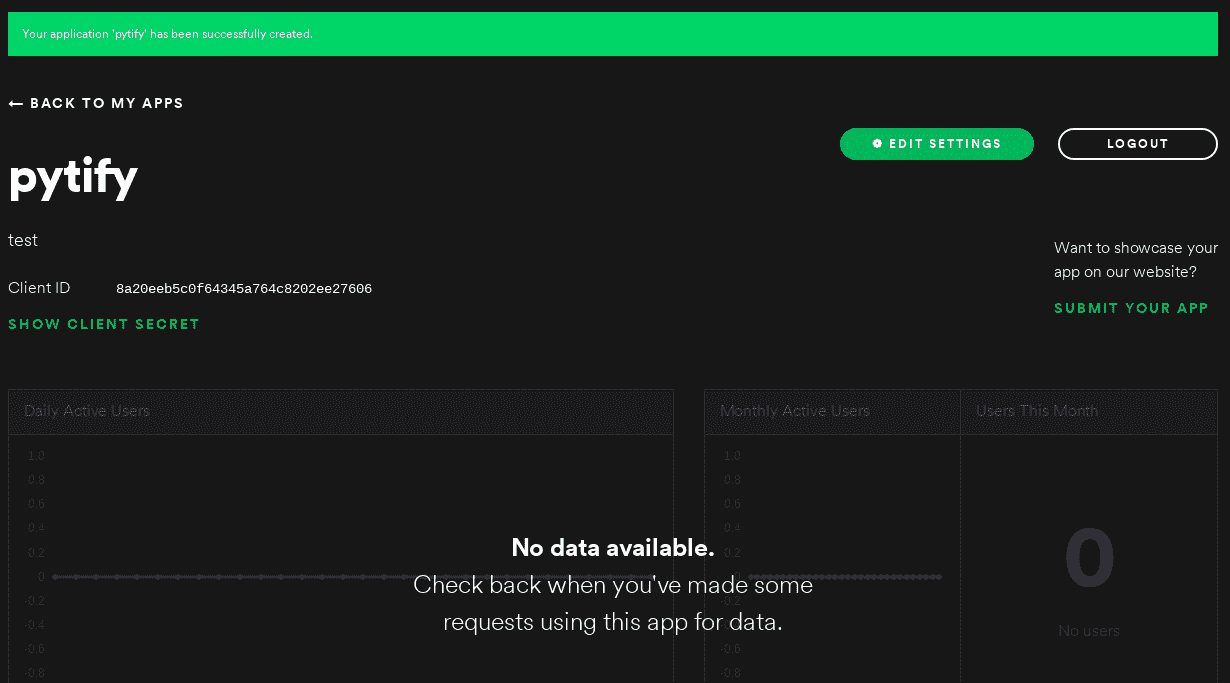 Your application 'pytify' has been successfully created.
← BACK TO MY APPS
EDIT SETTINGS
LOGOUT
pytify
test
Want to showcase your
app on our website?
Client ID 8a20eeb5c0f64345a764c8202ee27606
SUBMIT YOUR APP
SHOW CLIENT SECRET
Daily Active Users
1.0
0.8
0.6
0.4
0.2
0
-0.2
-0.4
-0.6
-0.8
Monthly Active Users
1.0
0.8
0.6
0.4
0.2
-0.2
-0.4
-0.6
-0.8
Users This Month
0
No users
No data available.
Check back when you've made some
requests using this app for data.